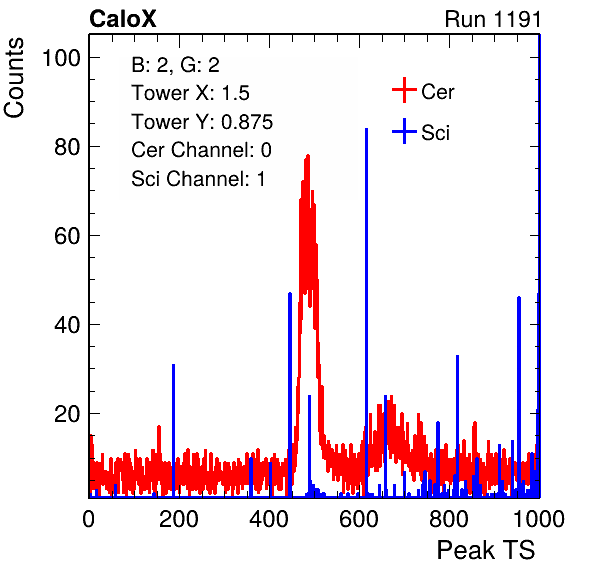 CaloX Run 1191
B: 2, G: 2
Tower X: 1.5
Tower Y: 0.875
Cer Channel: 0
Sci Channel: 1
Cer
Sci
Counts
100
80
60
40
20
0 200 400 600 800 1000
Peak TS